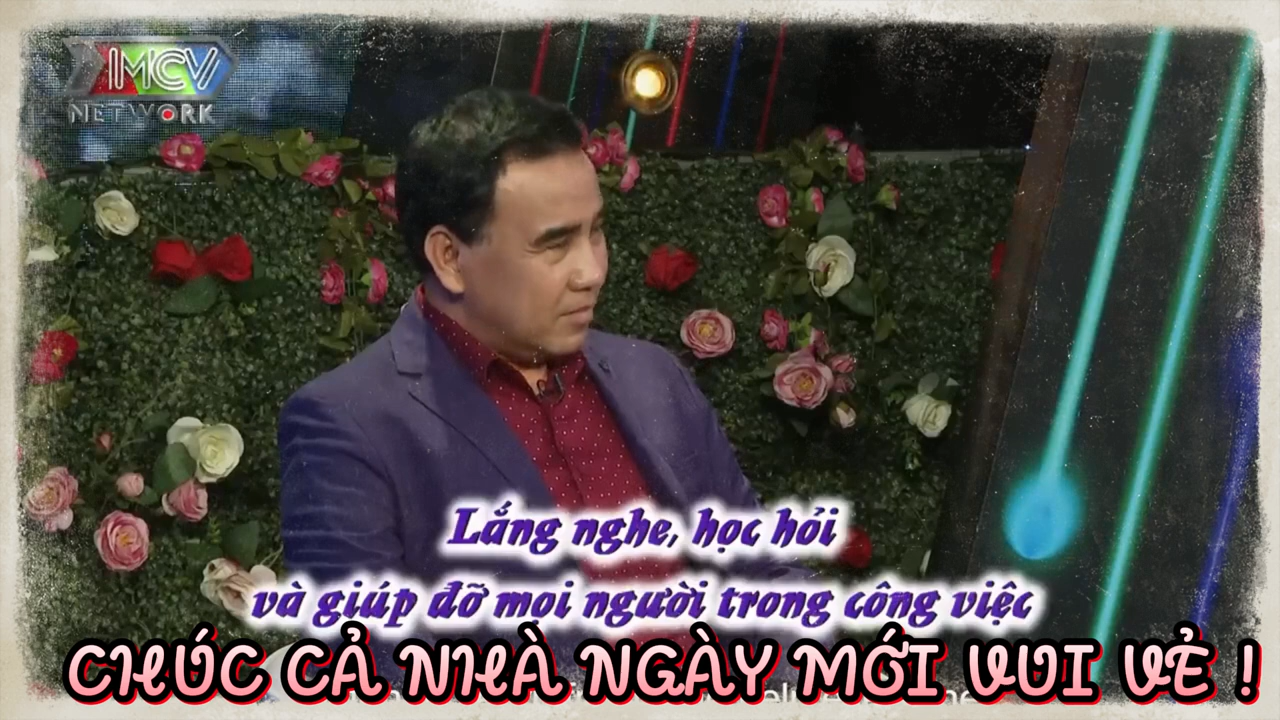 MCV
NETWORK
Lắng nghe, học hỏi
và giúp đỡ mọi người trong công việc
CHÚC CẢ NHÀ NGÀY MỚI VUI VẺ !